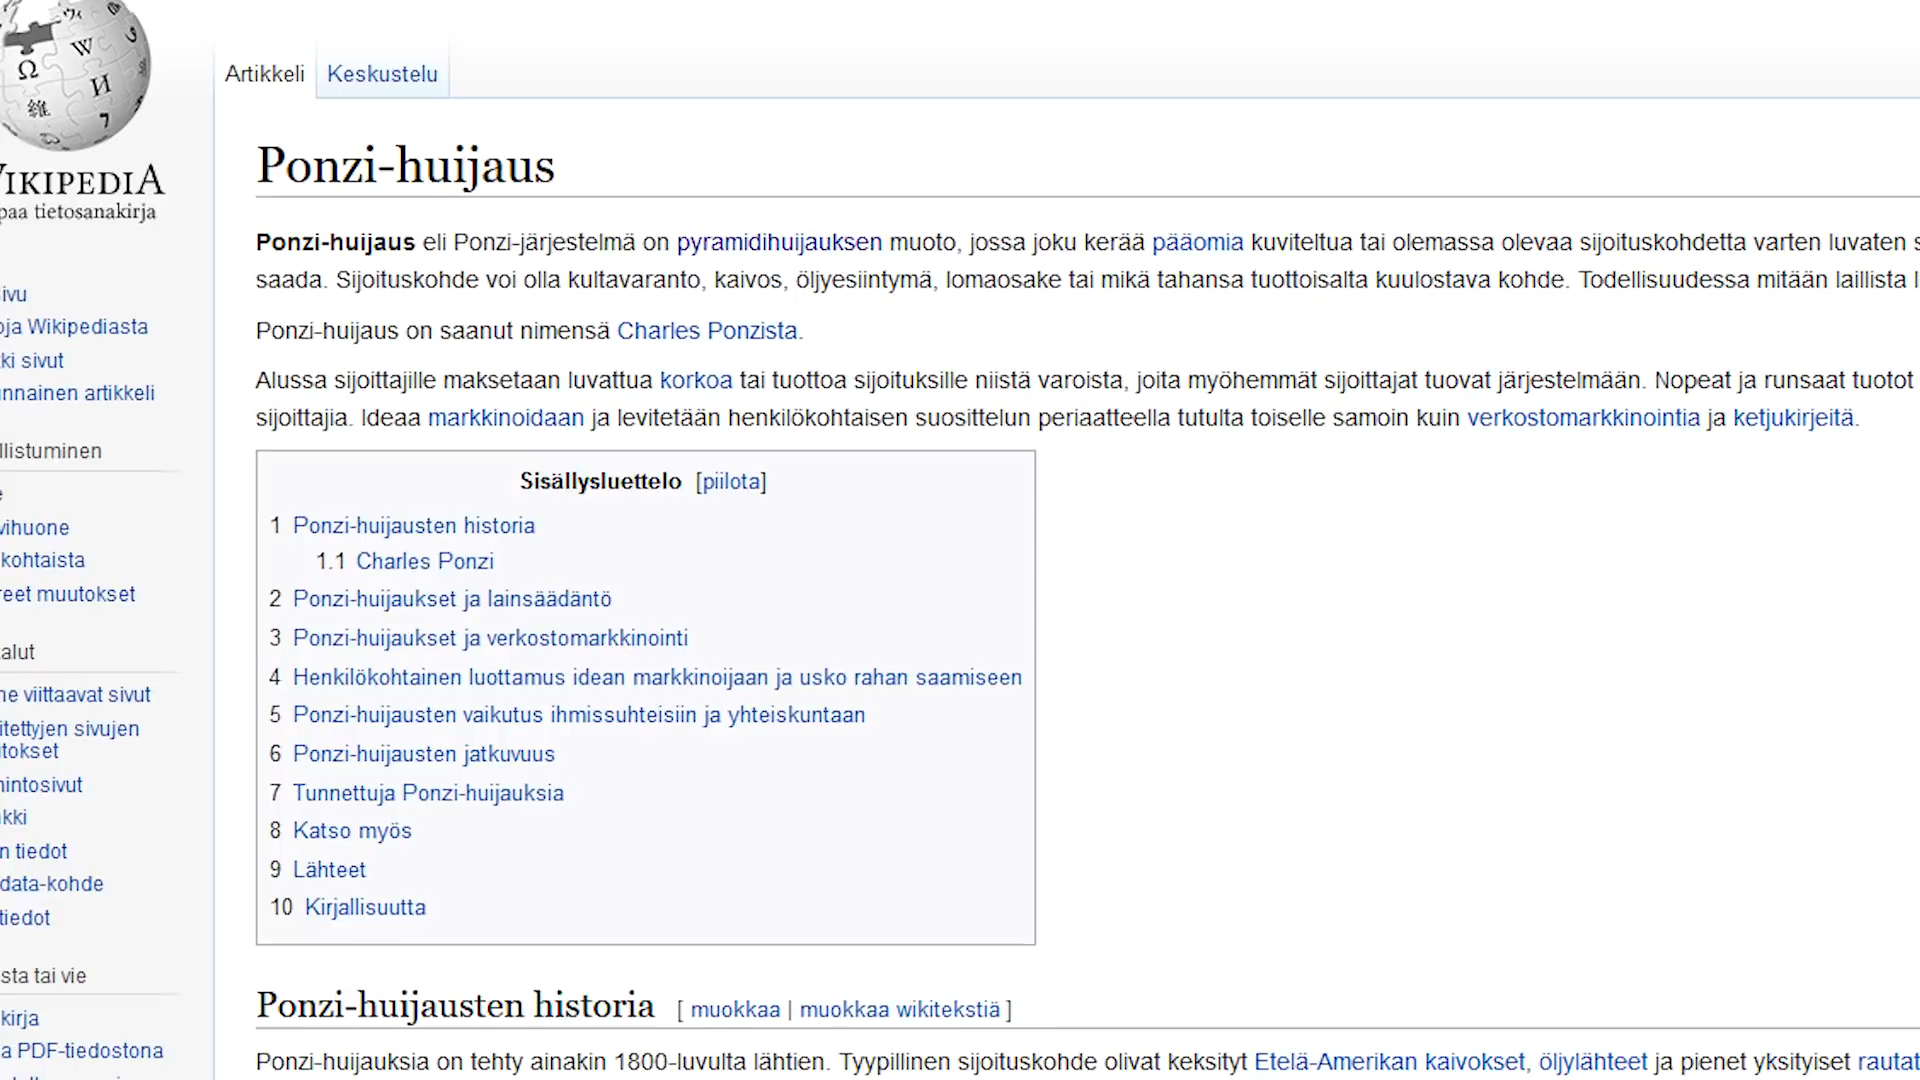 WIKIPEDIA
tietosanakirja
Artikkeli
Keskustelu
Ponzi-huijaus
Ponzi-huijaus eli Ponzi-järjestelmä on pyramidihuijauksen muoto, jossa joku kerää pääomia kuviteltua tai olemassa olevaa sijoituskohdetta varten luvaten
saada. Sijoituskohde voi olla kultavaranto, kaivos, öljyesiintymä, lomaosake tai mikä tahansa tuottoisalta kuulostava kohde. Todellisuudessa mitään laillista
Ponzi-huijaus on saanut nimensä Charles Ponzista.
Alussa sijoittajille maksetaan luvattua korkoa tai tuottoa sijoituksille niistä varoista, joita myöhemmät sijoittajat tuovat järjestelmään. Nopeat ja runsaat tuotot
sijoittajia. Ideaa markkinoidaan ja levitetään henkilökohtaisen suosittelun periaatteella tutulta toiselle samoin kuin verkostomarkkinointia ja ketjukirjeitä.
Sisällysluettelo [piilota]
1 Ponzi-huijausten historia
1.1 Charles Ponzi
2 Ponzi-huijaukset ja lainsäädäntö
3 Ponzi-huijaukset ja verkostomarkkinointi
4 Henkilökohtainen luottamus idean markkinoijaan ja usko rahan saamiseen
5 Ponzi-huijausten vaikutus ihmissuhteisiin ja yhteiskuntaan
6 Ponzi-huijausten jatkuvuus
7 Tunnettuja Ponzi-huijauksia
8 Katso myös
9 Lähteet
10 Kirjallisuutta
Ponzi-huijausten historia [ muokkaa | muokkaa wikitekstiä ]
Ponzi-huijauksia on tehty ainakin 1800-luvulta lähtien. Tyypillinen sijoituskohde olivat keksityt Etelä-Amerikan kaivokset, öljylähteet ja pienet yksityiset rautat
ivu
oja Wikipediasta
ki sivut
nnainen artikkeli
llistuminen
e
vihuone
kohtaista
reet muutokset
alut
ne viittaavat sivut
itettyjen sivujen
tokset
nintosivut
kki
n tiedot
data-kohde
tiedot
sta tai vie
kirja
a PDF-tiedostona